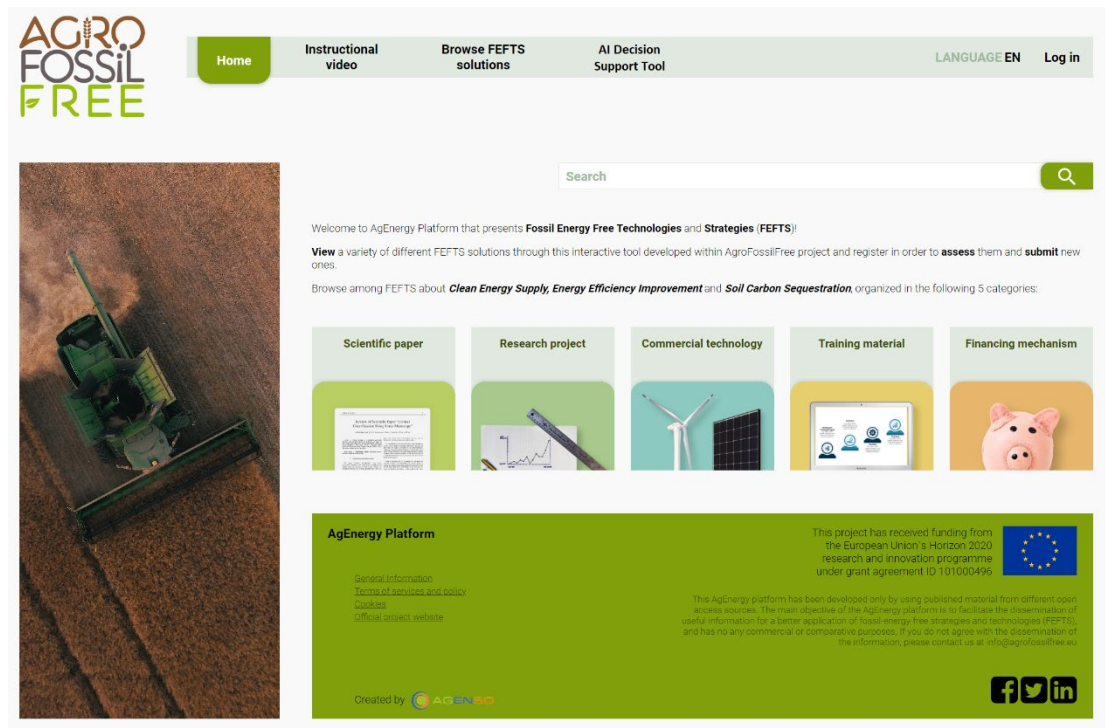 AGRO
FOSSiL
FREE
Home
Instructional
video
Browse FEFTS
solutions
AI Decision
Support Tool
LANGUAGE EN
Log in
Search
Welcome to AgEnergy Platform that presents Fossil Energy Free Technologies and Strategies (FEFTS)!
View a variety of different FEFTS solutions through this interactive tool developed within AgroFossilFree project and register in order to assess them and submit new
ones.
Browse among FEFTS about Clean Energy Supply, Energy Efficiency Improvement and Soil Carbon Sequestration, organized in the following 5 categories:
Scientific paper
Research project
Commercial technology
Training material
Financing mechanism
AgEnergy Platform
General Information
Terms of services and policy
Cookies
Official project website
Created by AGENSO
This project has received funding from
the European Union`s Horizon 2020
research and innovation programme
under grant agreement ID 101000496
This AgEnergy platform has been developed only by using published material from different open
access sources. The main objective of the AgEnergy platform is to facilitate the dissemination of
useful information for a better application of fossil-energy-free strategies and technologies (FEFTS),
and has no any commercial or comparative purposes. If you do not agree with the dissemination of
the information, please contact us at info@agrofossilfree.eu